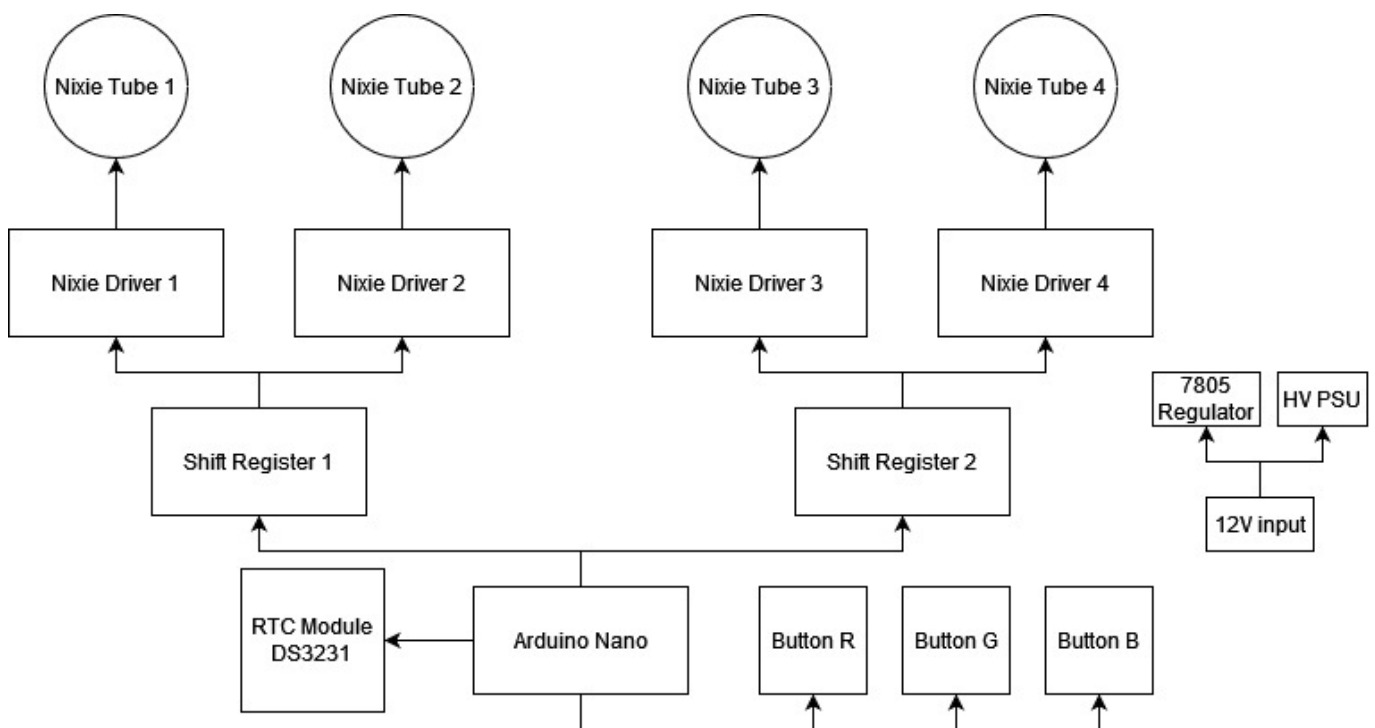 Nixie Tube 1
Nixie Tube 2
Nixie Tube 3
Nixie Tube 4
Nixie Driver 1
Nixie Driver 2
Nixie Driver 3
Nixie Driver 4
7805
Regulator
HV PSU
Shift Register 1
Shift Register 2
12V input
RTC Module
DS3231
Arduino Nano
Button R
Button G
Button B